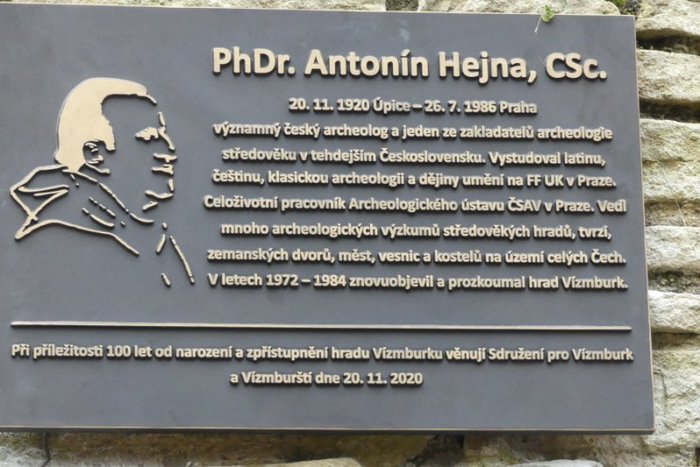 PhDr. Antonín Hejna, CSc.
20. 11. 1920 Úpice – 26. 7. 1986 Praha
významný český archeolog a jeden ze zakladatelů archeologie
středověku v tehdejším Československu. Vystudoval latinu,
češtinu, klasickou archeologii a dějiny umění na FF UK v Praze.
Celoživotní pracovník Archeologického ústavu ČSAV v Praze. Vedl
mnoho archeologických výzkumů středověkých hradů, tvrzí,
zemanských dvorů, měst, vesnic a kostelů na území celých Čech.
V letech 1972 – 1984 znovuobjevil a prozkoumal hrad Vízmburk.
Při příležitosti 100 let od narození a zpřístupnění hradu Vízmburku věnují Sdružení pro Vízmburk
a Vízmburští dne 20. 11. 2020